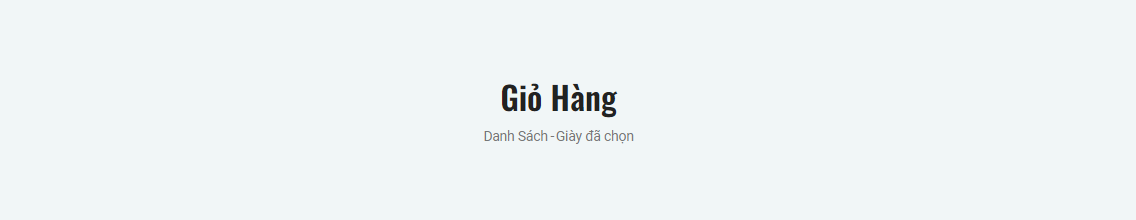 Giỏ Hàng
Danh Sách - Giày đã chọn